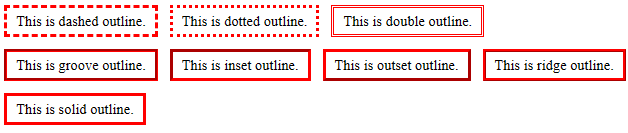 This is dashed outline. This is dotted outline. This is double outline.
This is groove outline. This is inset outline. This is outset outline. This is ridge outline.
This is solid outline.